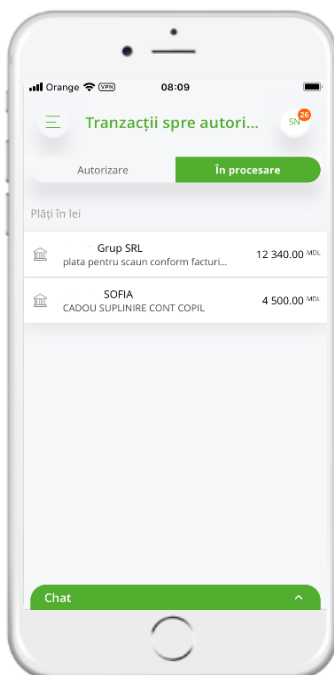 Orange VPN 08:09
Tranzacții spre autori... SN 26
Autorizare În procesare
Plăți în lei
Grup SRL
12 340.00 MDL
plata pentru scaun conform facturi...
SOFIA
4 500.00 MDL
CADOU SUPLINIRE CONT COPIL
Chat